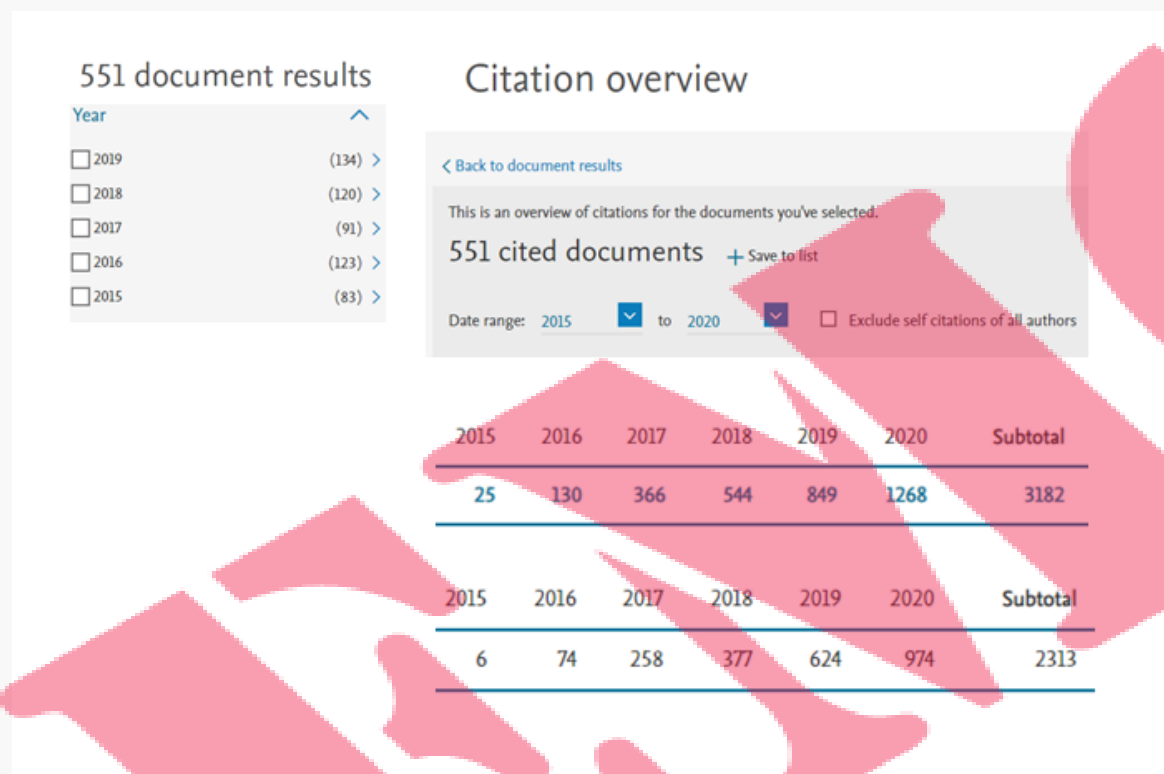 551 document results
Year
2019 (134)
2018 (120)
2017 (91)
2016 (123)
2015 (83)
Citation overview
Back to document results
This is an overview of citations for the documents you've selected.
551 cited documents + Save to list
Date range: 2015 to 2020 Exclude self citations of all authors
2015 2016 2017 2018 2019 2020 Subtotal
25 130 366 544 849 1268 3182
2015 2016 2017 2018 2019 2020 Subtotal
6 74 258 377 624 974 2313